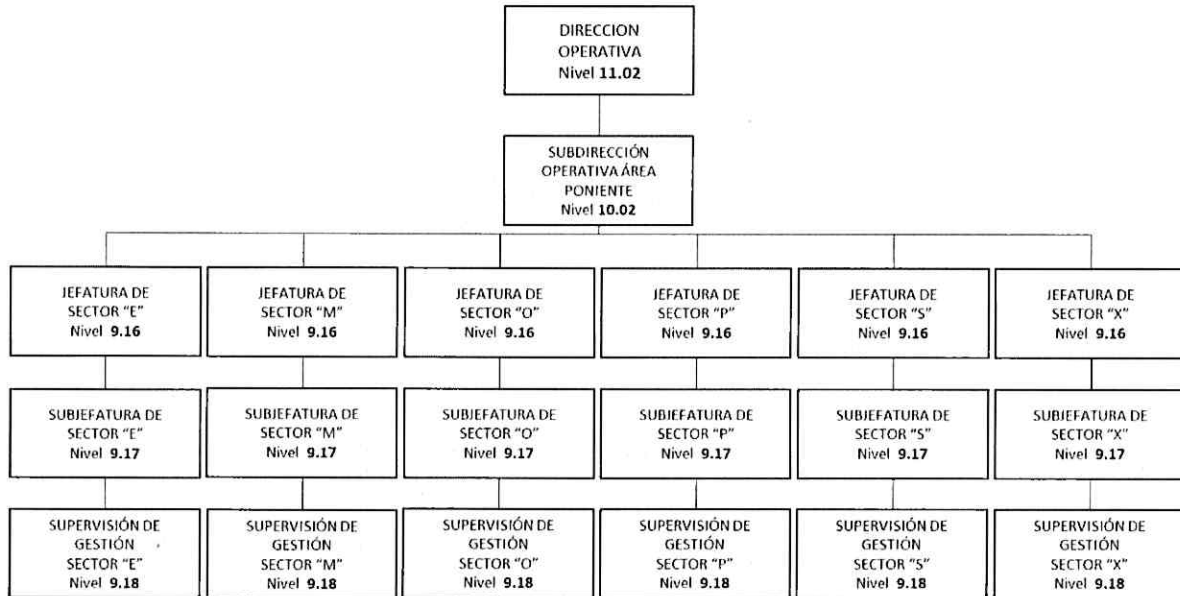 DIRECCION
OPERATIVA
Nivel 11.02
SUBDIRECCIÓN
OPERATIVA ÁREA
PONIENTE
Nivel 10.02
JEFATURA DE
SECTOR "E"
Nivel 9.16
JEFATURA DE
SECTOR "M"
Nivel 9.16
JEFATURA DE
SECTOR "O"
Nivel 9.16
JEFATURA DE
SECTOR "P"
Nivel 9.16
JEFATURA DE
SECTOR "S"
Nivel 9.16
JEFATURA DE
SECTOR "X"
Nivel 9.16
SUBJEFATURA DE
SECTOR "E"
Nivel 9.17
SUBJEFATURA DE
SECTOR "M"
Nivel 9.17
SUBJEFATURA DE
SECTOR "O"
Nivel 9.17
SUBJEFATURA DE
SECTOR "P"
Nivel 9.17
SUBJEFATURA DE
SECTOR "S"
Nivel 9.17
SUBJEFATURA DE
SECTOR "X"
Nivel 9.17
SUPERVISIÓN DE
GESTIÓN
SECTOR "E"
Nivel 9.18
SUPERVISIÓN DE
GESTIÓN
SECTOR "M"
Nivel 9.18
SUPERVISIÓN DE
GESTIÓN
SECTOR "O"
Nivel 9.18
SUPERVISIÓN DE
GESTIÓN
SECTOR "P"
Nivel 9.18
SUPERVISIÓN DE
GESTIÓN
SECTOR "S"
Nivel 9.18
SUPERVISIÓN DE
GESTIÓN
SECTOR "X"
Nivel 9.18